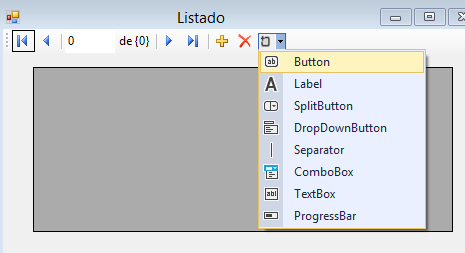 Listado
0 de {0}
Button
Label
SplitButton
DropDownButton
Separator
ComboBox
TextBox
ProgressBar